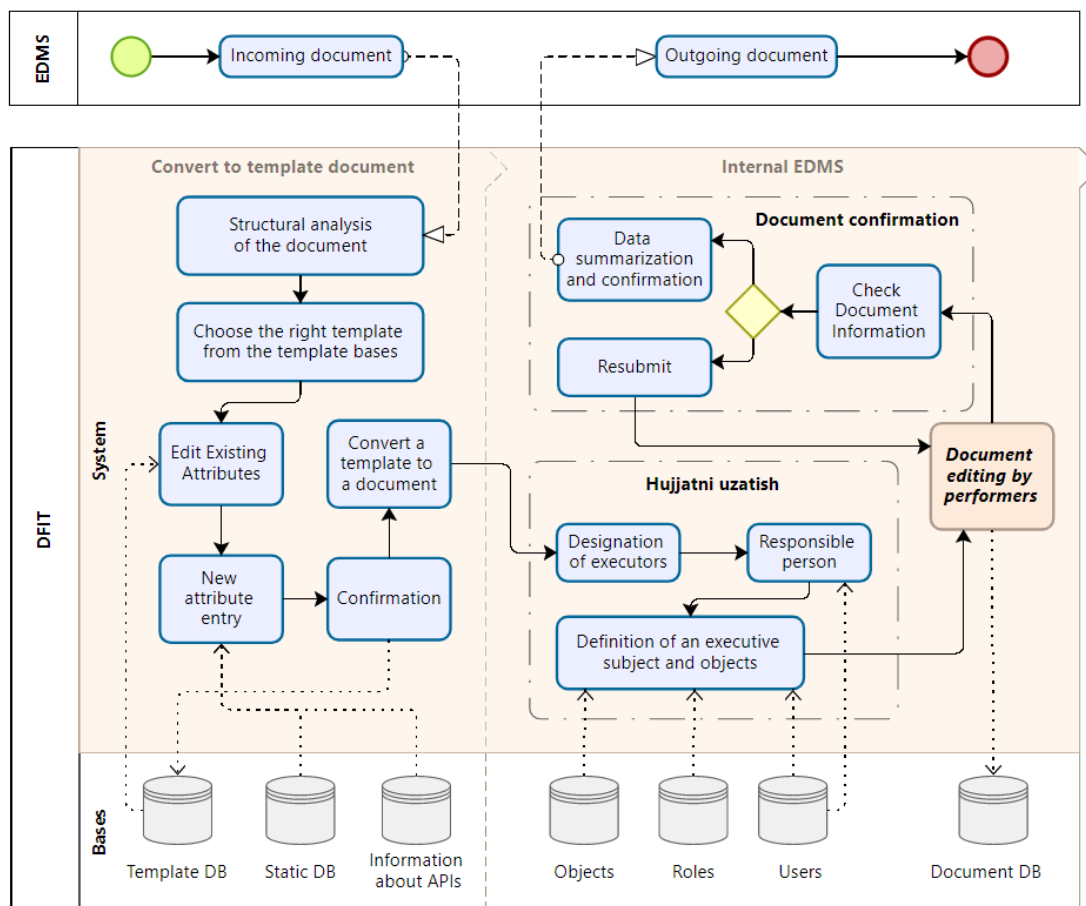 EDMS
Incoming document
Outgoing document
DFIT
System
Convert to template document
Structural analysis
of the document
Choose the right template
from the template bases
Edit Existing
Attributes
Convert a
template to
a document
New
attribute
entry
Confirmation
Internal EDMS
Document confirmation
Data
summarization
and confirmation
Check
Document
Information
Resubmit
Document
editing by
performers
Hujjatni uzatish
Designation
of executors
Responsible
person
Definition of an executive
subject and objects
Bases
Template DB
Static DB
Information
about APIs
Objects
Roles
Users
Document DB